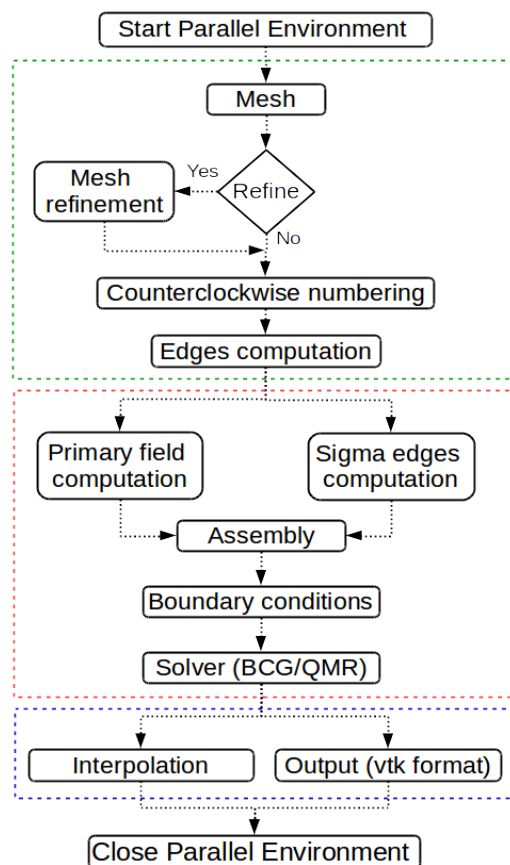 Start Parallel Environment
Mesh
Yes
Mesh
refinement
Refine
No
Counterclockwise numbering
Edges computation
Primary field
computation
Sigma edges
computation
Assembly
Boundary conditions
Solver (BCG/QMR)
Interpolation
Output (vtk format)
Close Parallel Environment